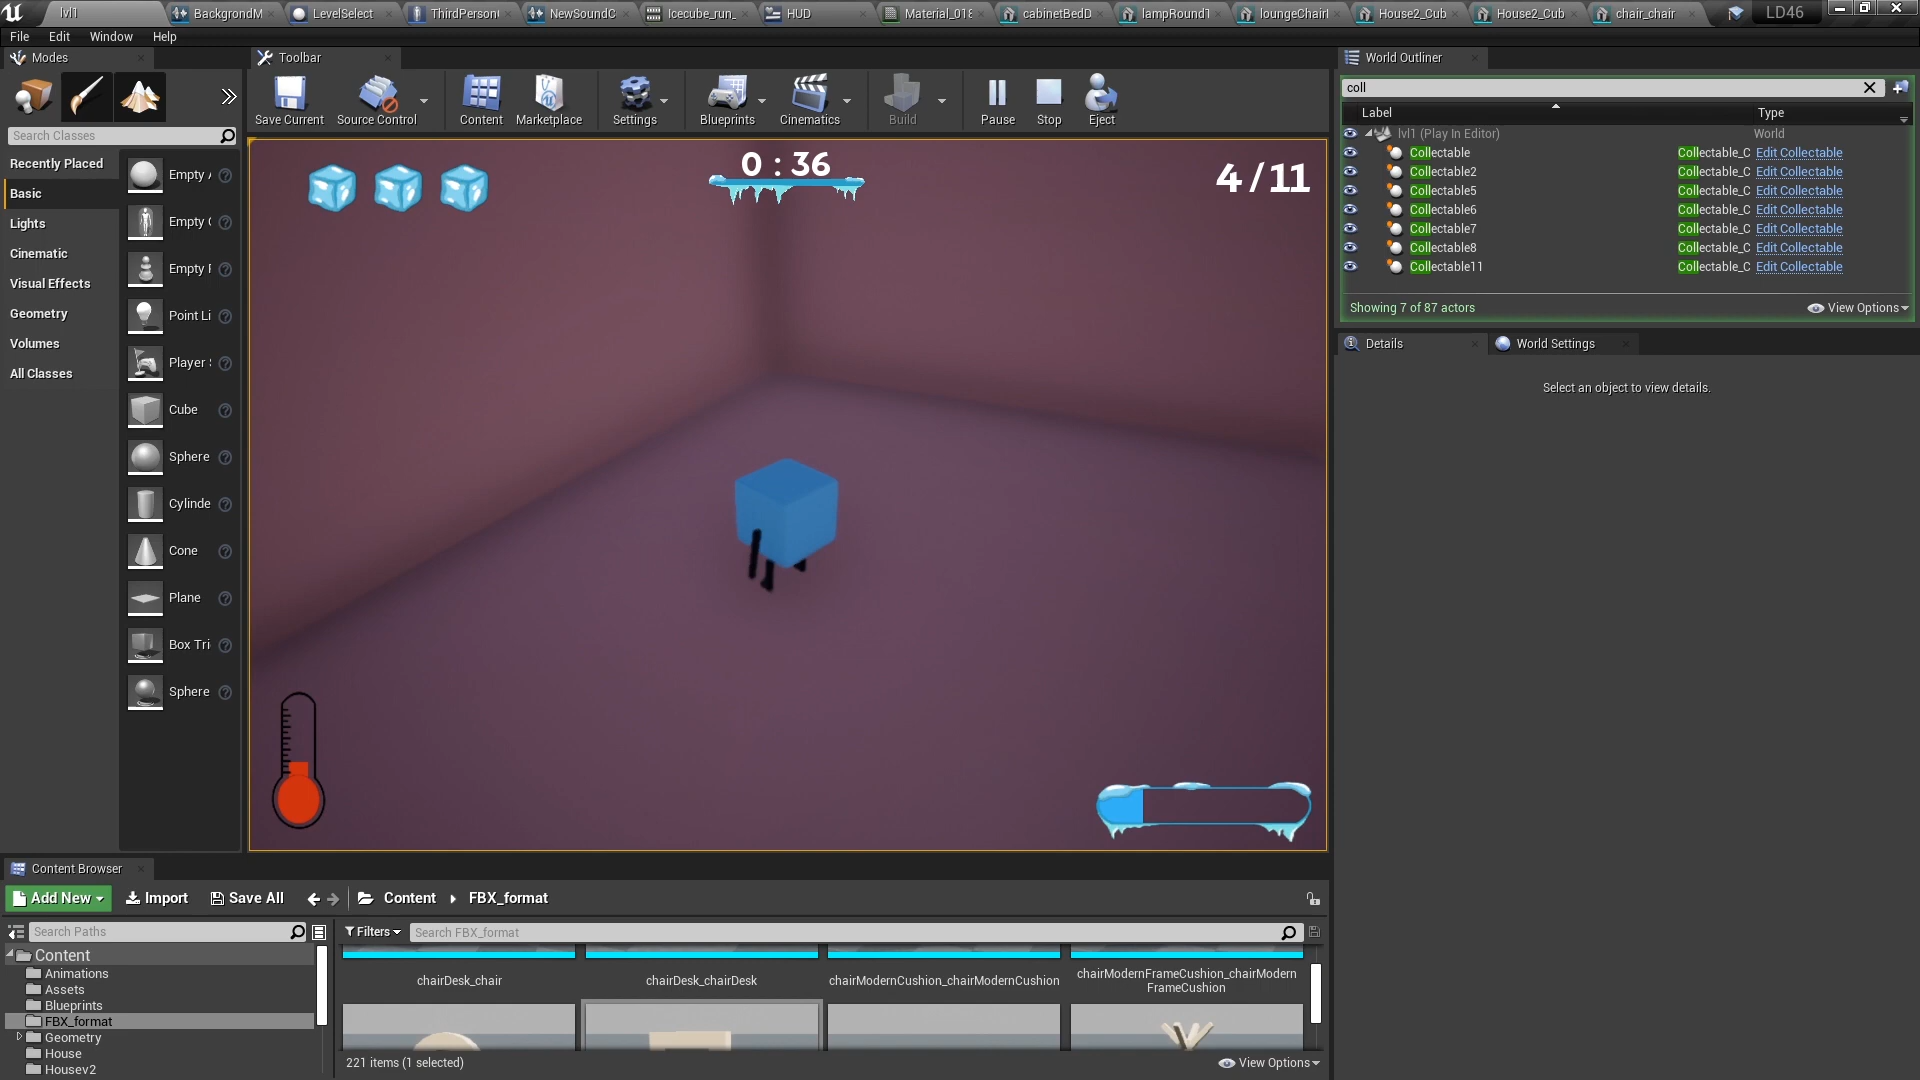 lvl1
BackgrondM
LevelSelect
ThirdPerson
NewSoundC
Icecube_run_
HUD
Material_018
cabinetBedD
lampRound1
loungeChairI
House2_Cub
House2_Cub
chair_chair
LD46
File Edit Window Help
Modes
Toolbar
World Outliner
Save Current
Source Control
Content
Marketplace
Settings
Blueprints
Cinematics
Build
Pause
Stop
Eject
Search Classes
Recently Placed
Basic
Lights
Cinematic
Visual Effects
Geometry
Volumes
All Classes
Empty
Empty
Empty
Point Li
Player
Cube
Sphere
Cylinde
Cone
Plane
Box Tri
Sphere
0 : 36
4/11
coll
Label Type
lvl1 (Play In Editor) World
Collectable Collectable_C Edit Collectable
Collectable2 Collectable_C Edit Collectable
Collectable5 Collectable_C Edit Collectable
Collectable6 Collectable_C Edit Collectable
Collectable7 Collectable_C Edit Collectable
Collectable8 Collectable_C Edit Collectable
Collectable11 Collectable_C Edit Collectable
Showing 7 of 87 actors
View Options
Details
World Settings
Select an object to view details.
Content Browser
Add New Import Save All Content FBX_format
Search Paths
Filters Search FBX_format
Content
Animations
Assets
Blueprints
FBX_format
Geometry
House
Housev2
chairDesk_chair
chairDesk_chairDesk
chairModernCushion_chairModernCushion
chairModernFrameCushion_chairModern
FrameCushion
221 items (1 selected)
View Options